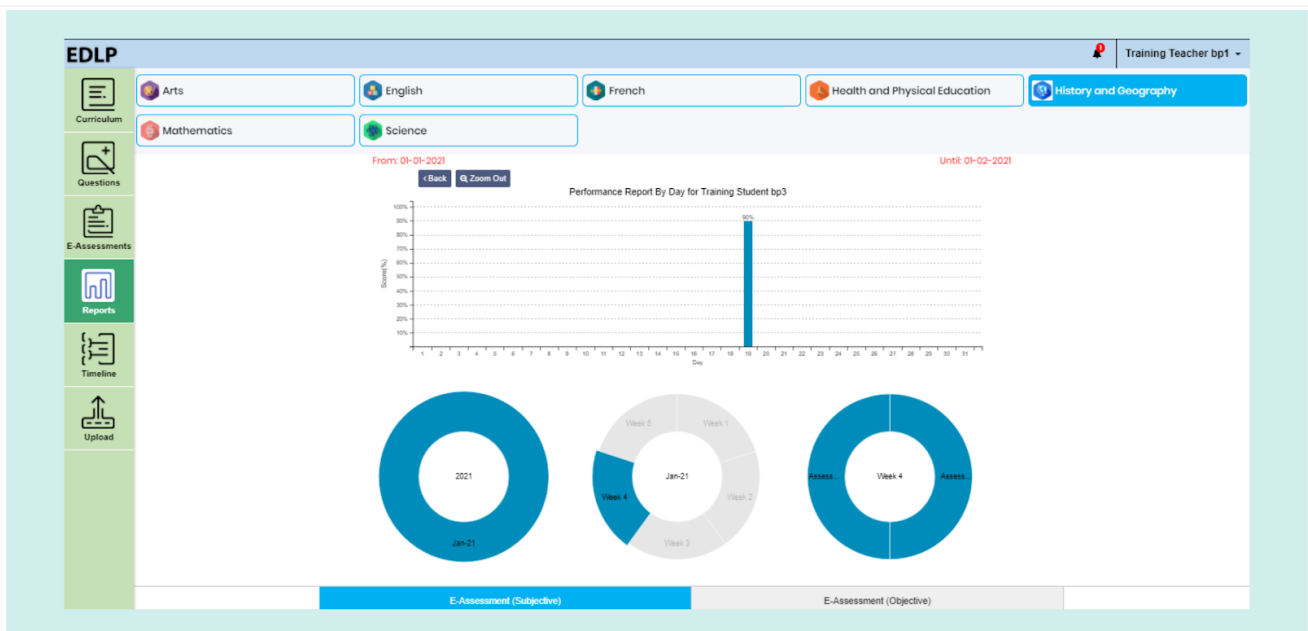 EDLP
1
Training Teacher bp1
Curriculum
Questions
E-Assessments
Reports
Timeline
Upload
Arts
English
French
Health and Physical Education
History and Geography
Mathematics
Science
From: 01-01-2021
Until: 01-02-2021
‹ Back
Zoom Out
Performance Report By Day for Training Student bp3
100%
90%
80%
70%
60%
50%
40%
30%
20%
10%
Score(%)
90%
1 2 3 4 5 6 7 8 9 10 11 12 13 14 15 16 17 18 19 20 21 22 23 24 25 26 27 28 29 30 31
Day
2021
Jan-21
Week 5
Week 1
Jan-21
Week 4
Week 2
Week 3
Assess...
Week 4
Assess...
E-Assessment (Subjective)
E-Assessment (Objective)